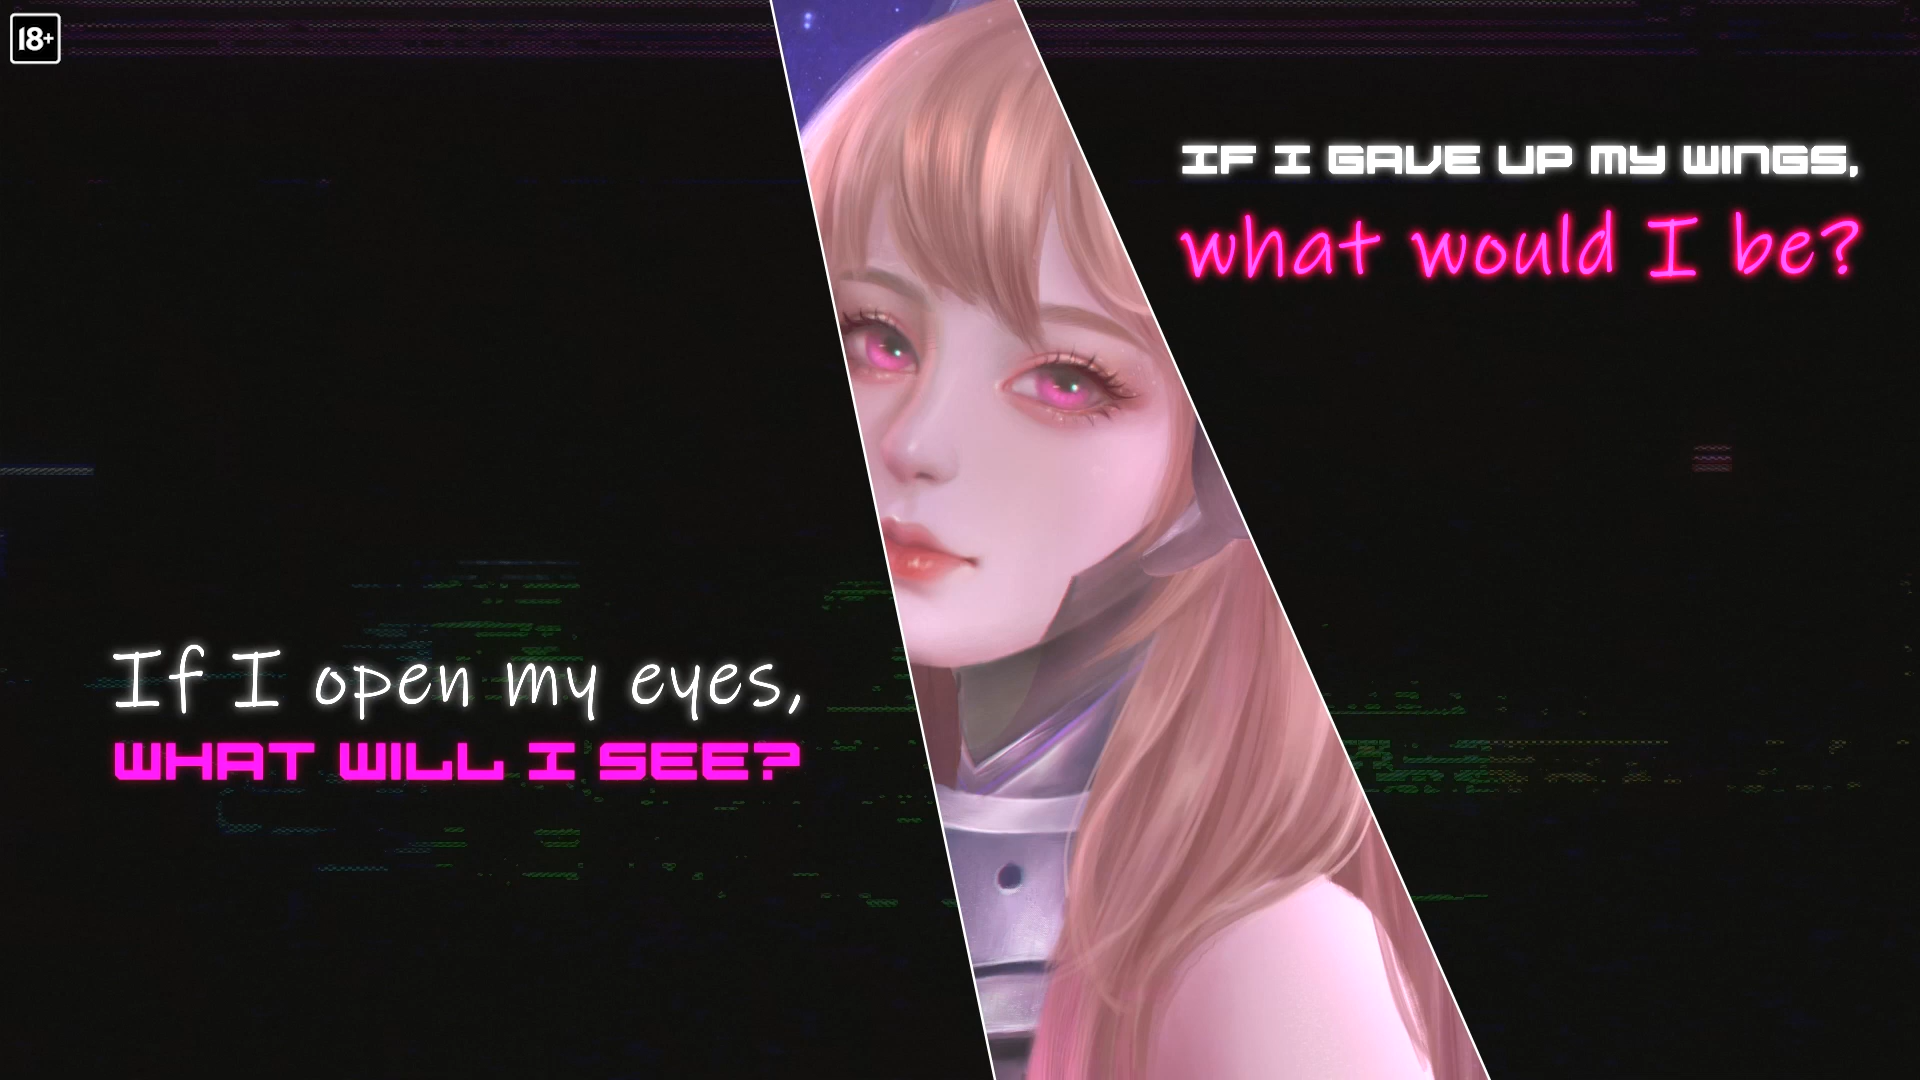 18+
IF I GAVE UP MY WINGS,
what would I be?
If I open my eyes,
WHAT WILL I SEE?